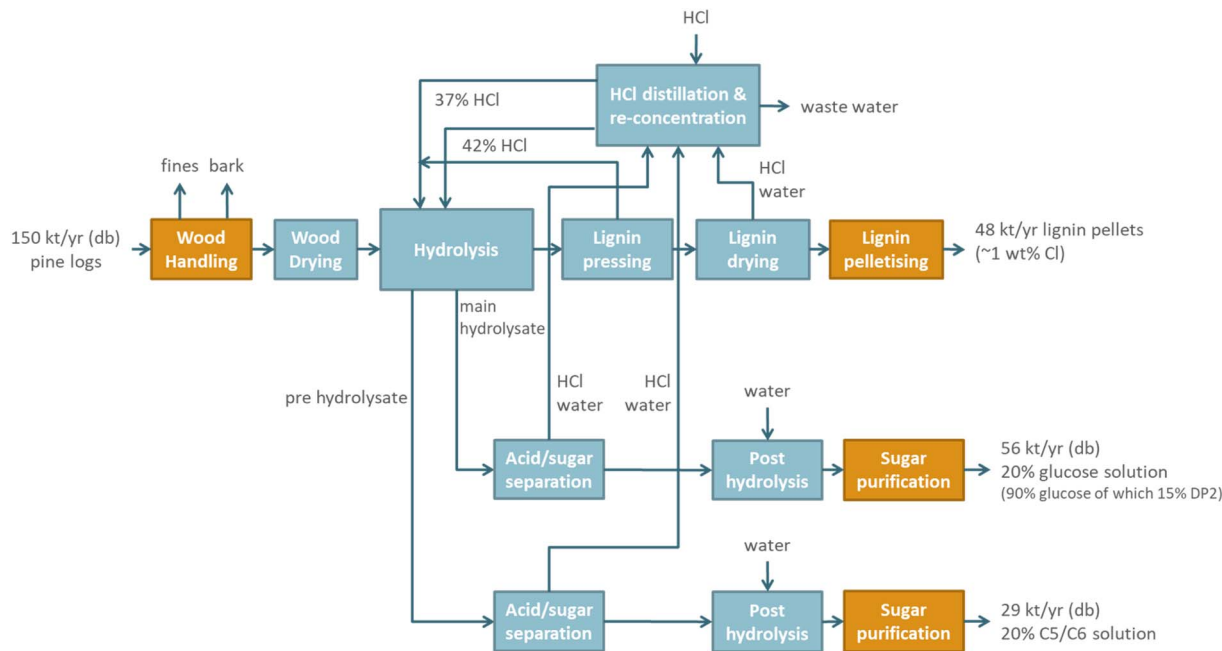 HCl
HCl distillation &
re-concentration
waste water
37% HCl
42% HCl
HCl
water
fines
bark
150 kt/yr (db)
pine logs
Wood
Handling
Wood
Drying
Hydrolysis
Lignin
pressing
Lignin
drying
Lignin
pelletising
48 kt/yr lignin pellets
(~1 wt% Cl)
main
hydrolysate
pre hydrolysate
HCl
water
HCl
water
water
Acid/sugar
separation
Post
hydrolysis
Sugar
purification
56 kt/yr (db)
20% glucose solution
(90% glucose of which 15% DP2)
water
Acid/sugar
separation
Post
hydrolysis
Sugar
purification
29 kt/yr (db)
20% C5/C6 solution